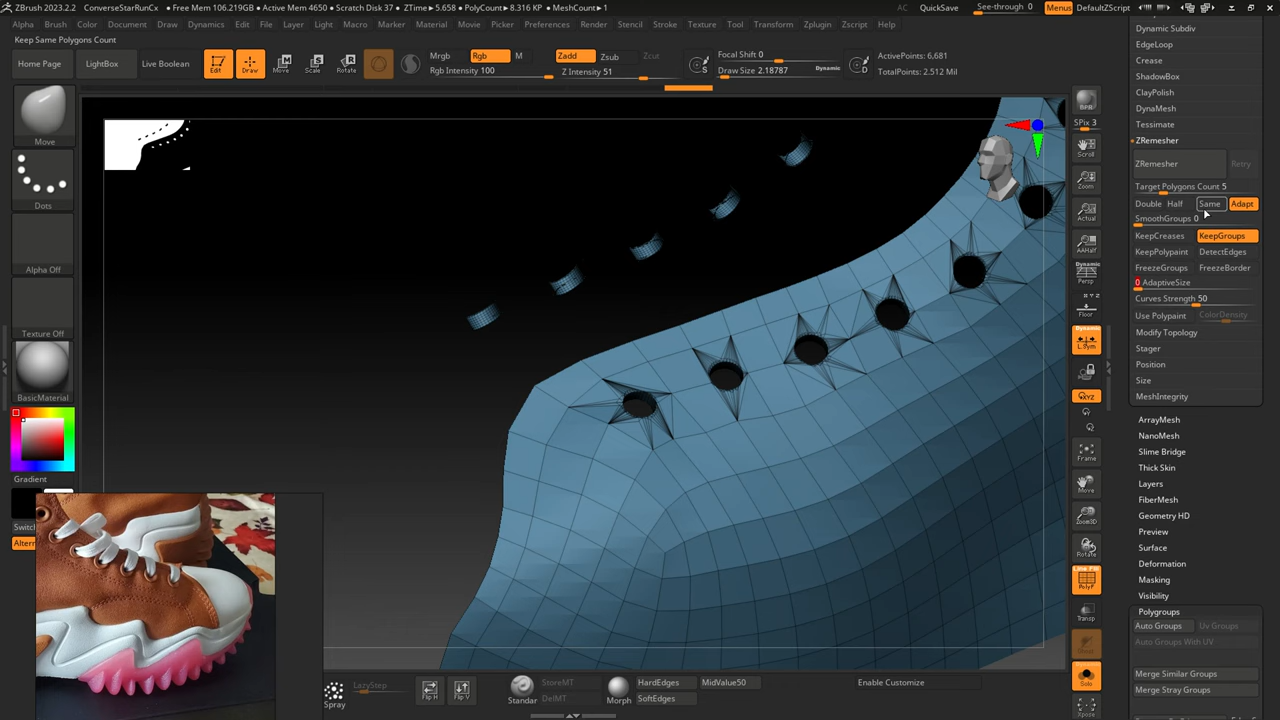 ZBrush 2023.2.2 ConverseStarRunCx • Free Mem 106.219GB • Active Mem 4650 • Scratch Disk 37 • ZTime▸5.658 • PolyCount▸8.316 KP • MeshCount▸1 AC QuickSave See-through 0 Menus DefaultZScript
Alpha Brush Color Document Draw Dynamics Edit File Layer Light Macro Marker Material Movie Picker Preferences Render Stencil Stroke Texture Tool Transform Zplugin Zscript Help
Keep Same Polygons Count
Home Page LightBox Live Boolean Edit Draw Move Scale Rotate
Mrgb Rgb M Zadd Zsub Zcut
Rgb Intensity 100 Z Intensity 51
Focal Shift 0
Draw Size 2.18787 Dynamic
S D
ActivePoints: 6,681
TotalPoints: 2.512 Mil
Move
Dots
Alpha Off
Texture Off
BasicMaterial
Gradient
Switch
Altern
BPR
SPix 3
Scroll
Zoom
Actual
AAHalf
Dynamic
Persp
Floor
Dynamic
L.Sym
XYZ
Frame
Move
Zoom3D
Rotate
Line Fill
PolyF
Transp
Dynamic
Solo
Xpose
Dynamic Subdiv
EdgeLoop
Crease
ShadowBox
ClayPolish
DynaMesh
Tessimate
ZRemesher
ZRemesher Retry
Target Polygons Count 5
Double Half Same Adapt
SmoothGroups 0
KeepCreases KeepGroups
KeepPolypaint DetectEdges
FreezeGroups FreezeBorder
0 AdaptiveSize
Curves Strength 50
Use Polypaint ColorDensity
Modify Topology
Stager
Position
Size
MeshIntegrity
ArrayMesh
NanoMesh
Slime Bridge
Thick Skin
Layers
FiberMesh
Geometry HD
Preview
Surface
Deformation
Masking
Visibility
Polygroups
Auto Groups Uv Groups
Auto Groups With UV
Merge Similar Groups
Merge Stray Groups
Spray
LazyStep
Flip H Flip V
Standar
StoreMT
DelMT
Morph
HardEdges
SoftEdges
MidValue50
Enable Customize